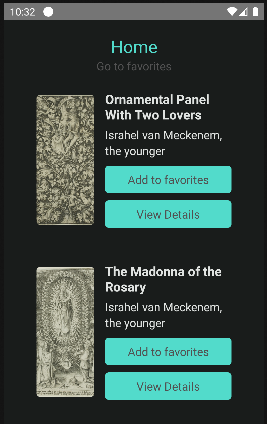 10:32
Home
Go to favorites
Ornamental Panel
With Two Lovers
Israhel van Meckenem,
the younger
Add to favorites
View Details
The Madonna of the
Rosary
Israhel van Meckenem,
the younger
Add to favorites
View Details